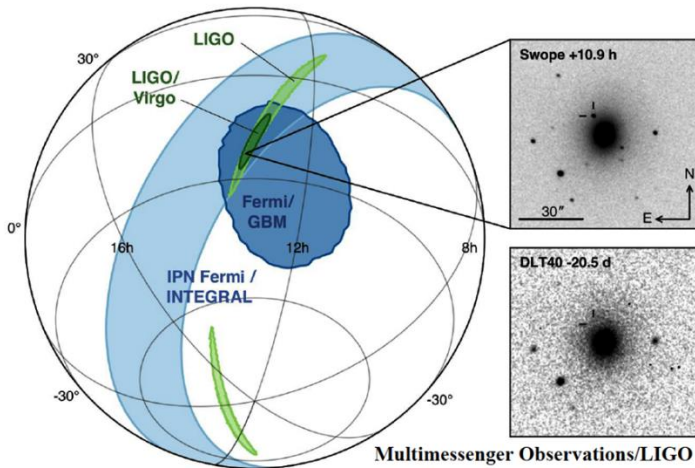 30°
LIGO
LIGO/
Virgo
Fermi/
GBM
0°
16h
12h
8h
IPN Fermi /
INTEGRAL
-30°
-30°
Swope +10.9 h
N
30"
E
DLT40 -20.5 d
Multimessenger Observations/LIGO